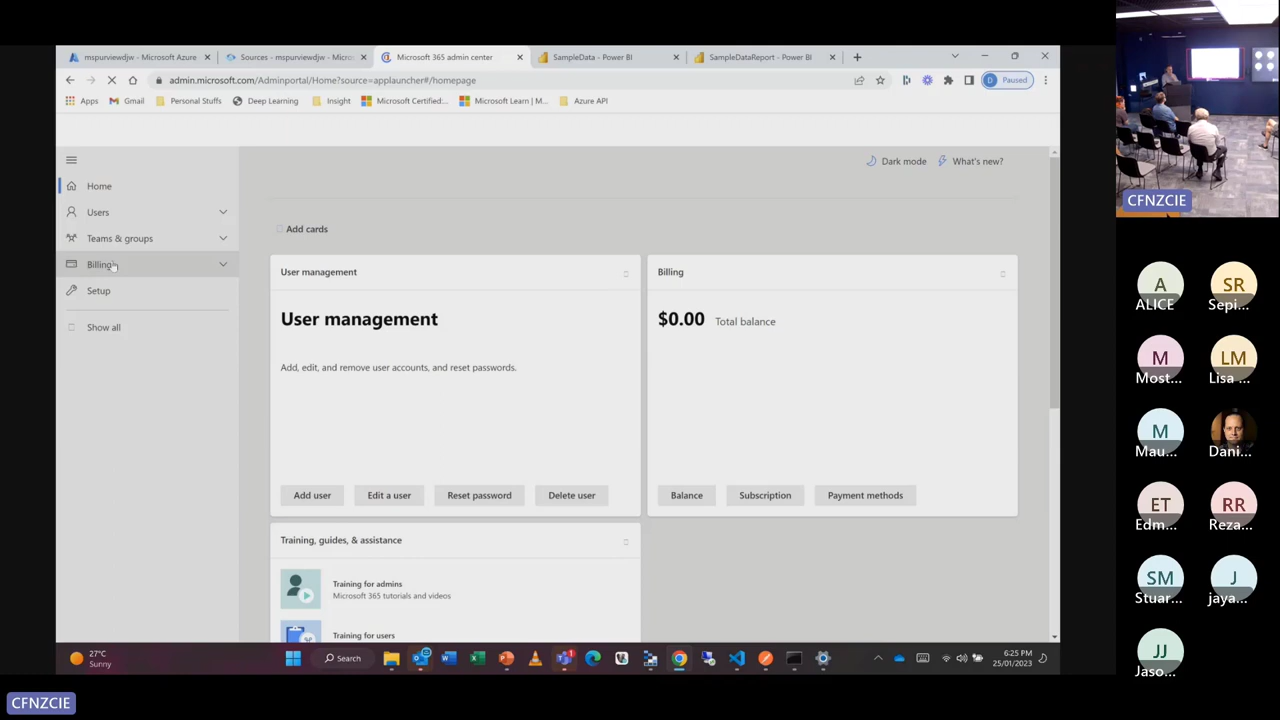 mspurviewdjw - Microsoft Azure
Sources - mspurviewdjw - Micros
Microsoft 365 admin center
SampleData - Power BI
SampleDataReport - Power BI
admin.microsoft.com/Adminportal/Home?source=applauncher#/homepage
D Paused
Apps
Gmail
Personal Stuffs
Deep Learning
Insight
Microsoft Certified...
Microsoft Learn | M...
Azure API
Dark mode
What's new?
Home
Users
Teams & groups
Billing
Setup
Show all
Add cards
User management
User management
Add, edit, and remove user accounts, and reset passwords.
Add user
Edit a user
Reset password
Delete user
Billing
$0.00 Total balance
Balance
Subscription
Payment methods
Training, guides, & assistance
Training for admins
Microsoft 365 tutorials and videos
Training for users
27°C
Sunny
Search
6:25 PM
25/01/2023
CFNZCIE
CFNZCIE
A
ALICE
SR
Sepi...
M
Most...
LM
Lisa ...
M
Mau...
Dani...
ET
Edm...
RR
Reza...
SM
Stuar...
J
jaya...
JJ
Jaso...